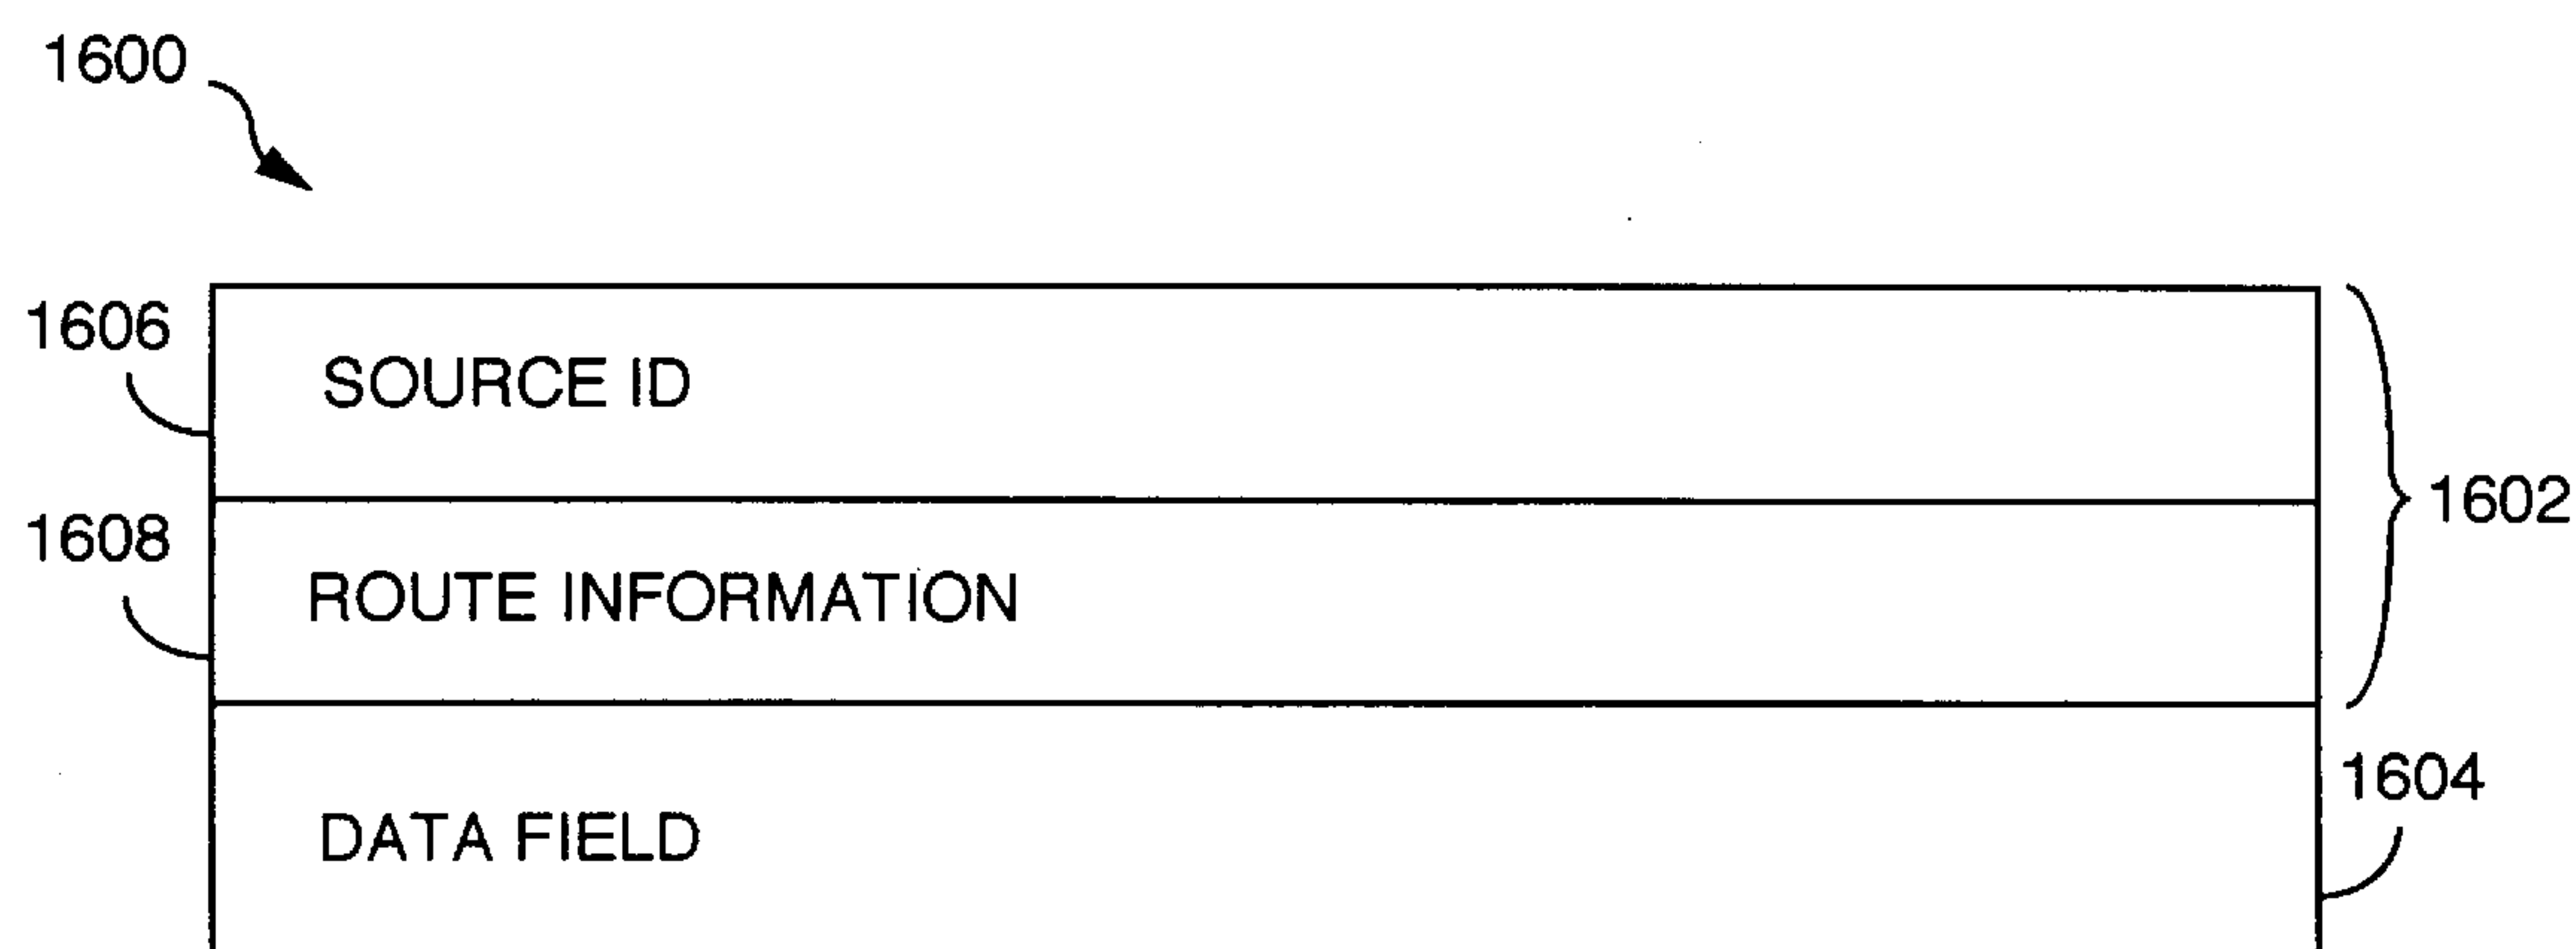 1600
1606
SOURCE ID
1602
1608
ROUTE INFORMATION
1604
DATA FIELD